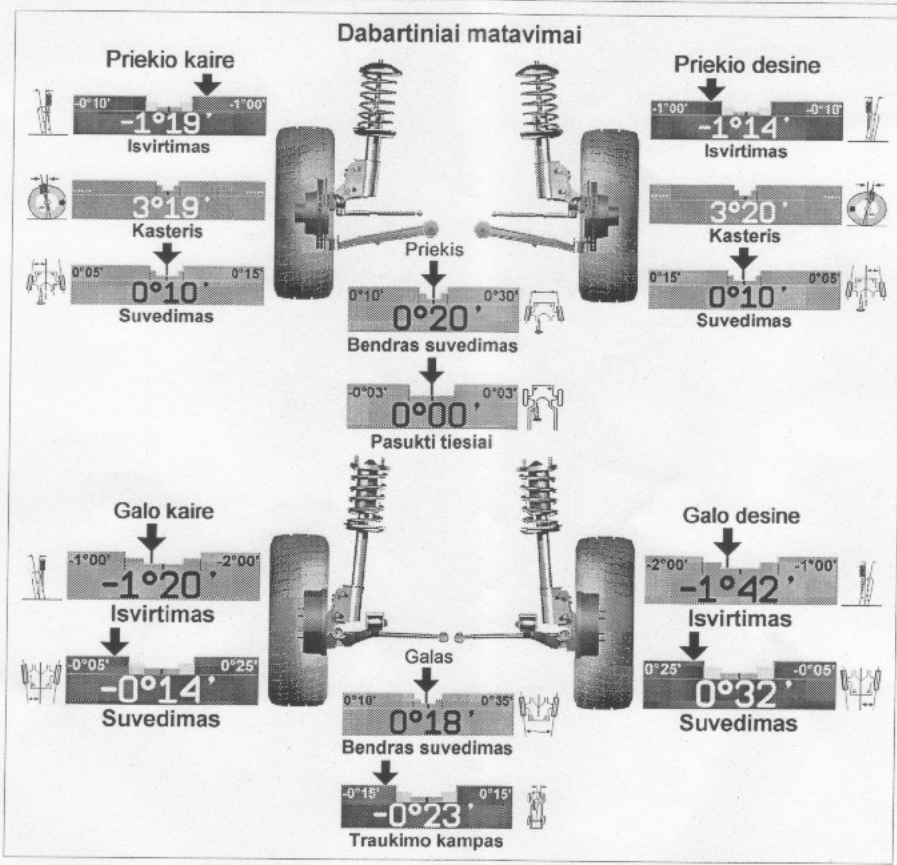 Dabartiniai matavimai
Priekio kaire
-0°10' -1°00'
-1°19'
Isvirtimas
3°19'
Kasteris
0°05' 0°15'
0°10'
Suvedimas
Priekio desine
-1°00' -0°10'
-1°14'
Isvirtimas
3°20'
Kasteris
0°15' 0°05'
0°10'
Suvedimas
Priekis
0°10' 0°30'
0°20'
Bendras suvedimas
-0°03' 0°03'
0°00'
Pasukti tiesiai
Galo kaire
-1°00' -2°00'
-1°20'
Isvirtimas
-0°05' 0°25'
-0°14'
Suvedimas
Galo desine
-2°00' -1°00'
-1°42'
Isvirtimas
0°25' -0°05'
0°32'
Suvedimas
Galas
0°35'
0°18'
Bendras suvedimas
-0°15' 0°15'
-0°23'
Traukimo kampas